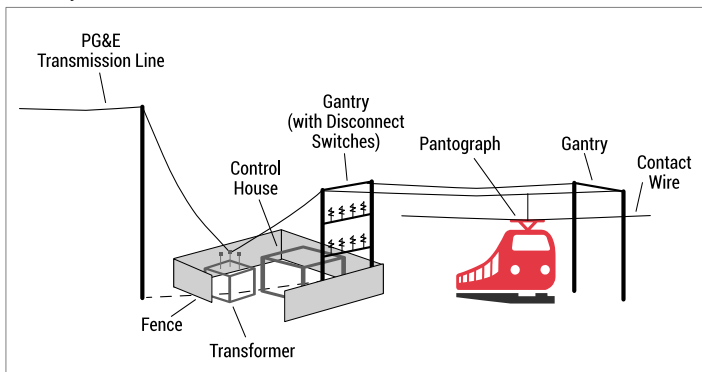 PG&E
Transmission Line
Gantry
(with Disconnect
Switches)
Pantograph
Gantry
Contact
Wire
Control
House
Fence
Transformer